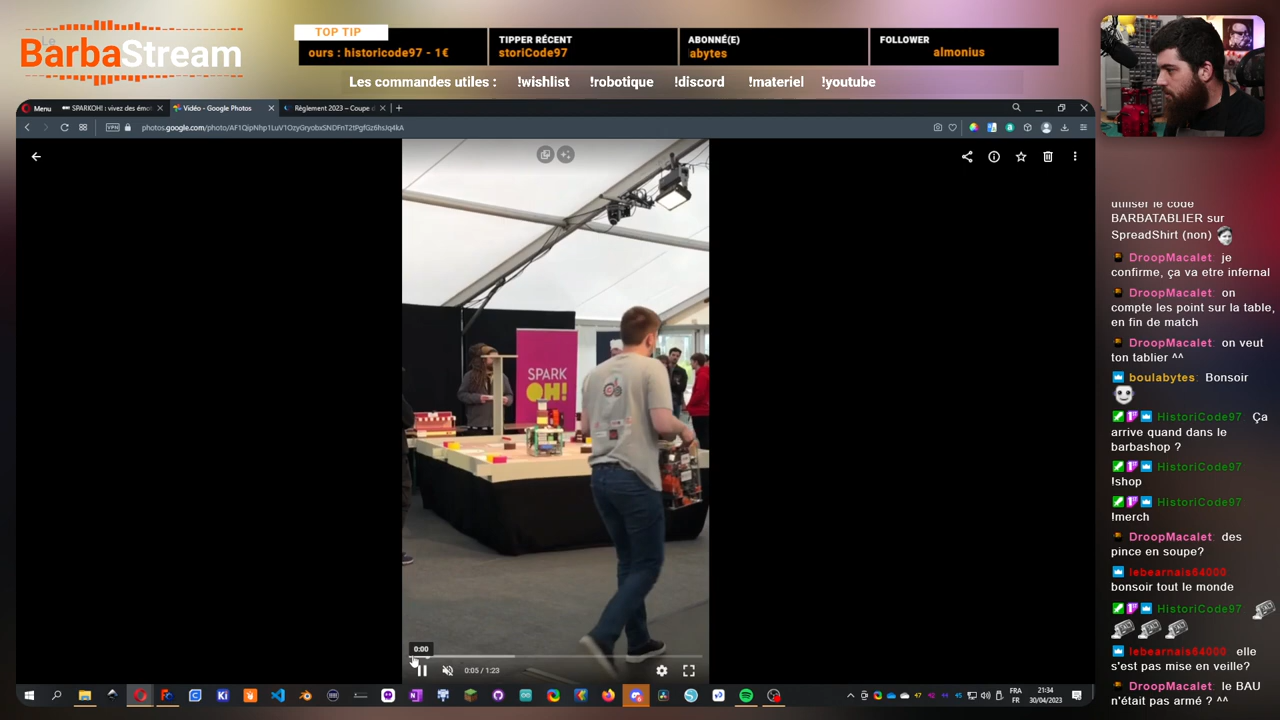 Le
BarbaStream
TOP TIP
ours : historicode97 - 1€
TIPPER RÉCENT
storiCode97
ABONNÉ(E)
abytes
FOLLOWER
almonius
Les commandes utiles : !wishlist !robotique !discord !materiel !youtube
Menu
SPARKOH! : vivez des émot
Vidéo - Google Photos
Règlement 2023 – Coupe d
VPN
SPARK
OH!
0:00
0:05 / 1:23
utiliser le code
BARBATABLIER sur
SpreadShirt (non)
DroopMacalet: je
confirme, ça va etre infernal
DroopMacalet: on
compte les point sur la table,
en fin de match
DroopMacalet: on veut
ton tablier ^^
boulabytes: Bonsoir
HistoriCode97: Ça
arrive quand dans le
barbashop ?
HistoriCode97:
!shop
HistoriCode97:
!merch
DroopMacalet: des
pince en soupe?
lebearnais64000:
bonsoir tout le monde
HistoriCode97:
lebearnais64000: elle
s'est pas mise en veille?
DroopMacalet: le BAU
n'était pas armé ? ^^
FRA
FR
21:34
30/04/2023